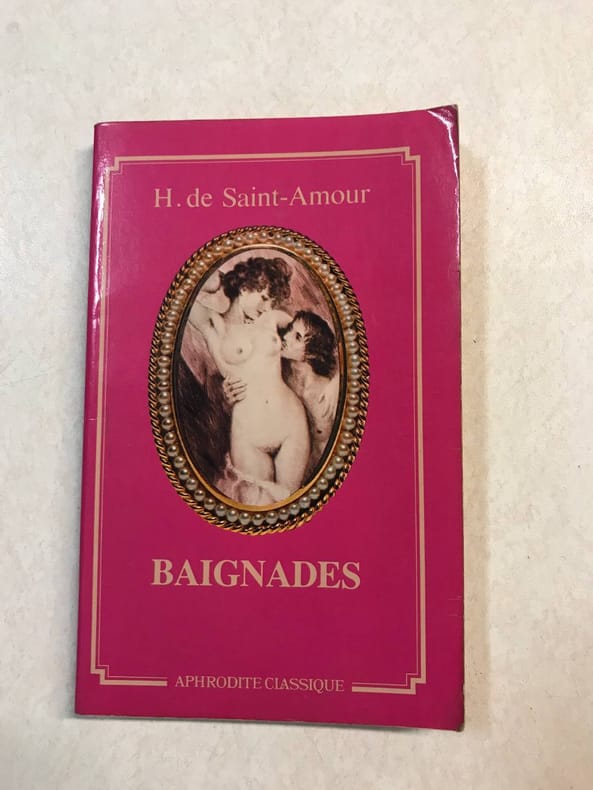 H. de Saint-Amour
BAIGNADES
APHRODITE CLASSIQUE